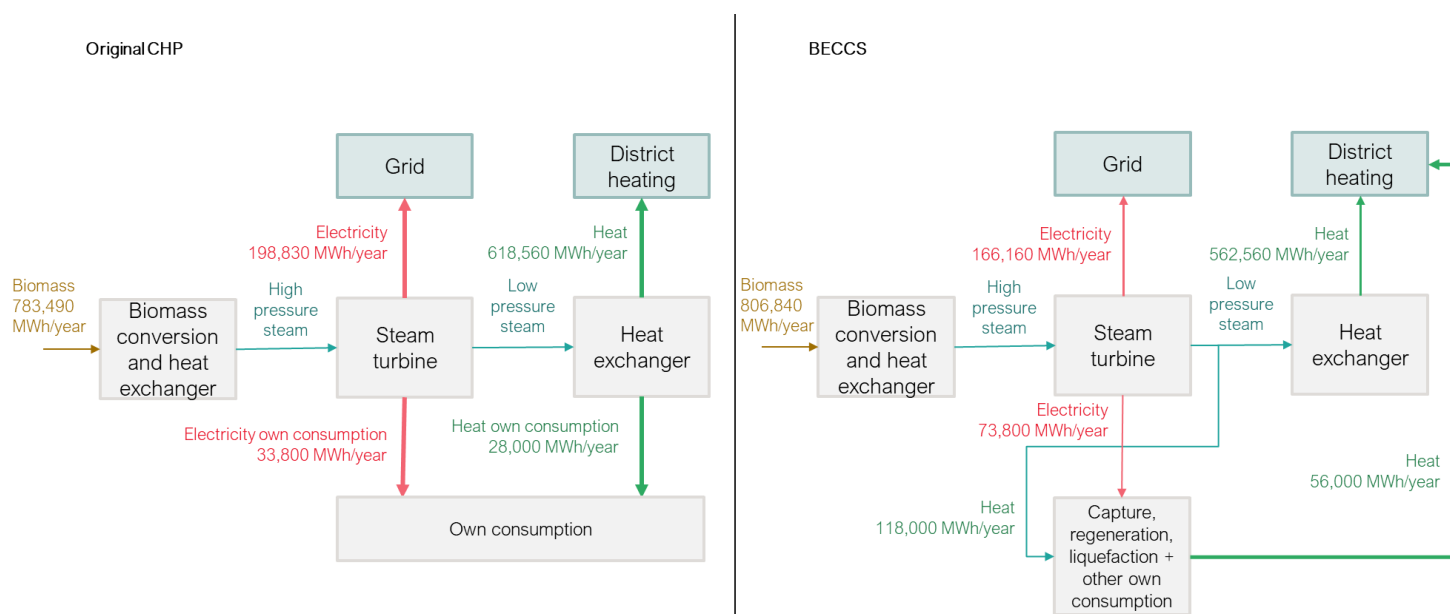 Original CHP
Grid
District
heating
Electricity
198,830 MWh/year
Heat
618,560 MWh/year
Biomass
783,490
MWh/year
High
pressure
steam
Low
pressure
steam
Biomass
conversion
and heat
exchanger
Steam
turbine
Heat
exchanger
Electricity own consumption
33,800 MWh/year
Heat own consumption
28,000 MWh/year
Own consumption
BECCS
Grid
District
heating
Electricity
166,160 MWh/year
Heat
562,560 MWh/year
Biomass
806,840
MWh/year
High
pressure
steam
Low
pressure
steam
Biomass
conversion
and heat
exchanger
Steam
turbine
Heat
exchanger
Electricity
73,800 MWh/year
Heat
56,000 MWh/year
Heat
118,000 MWh/year
Capture,
regeneration,
liquefaction +
other own
consumption